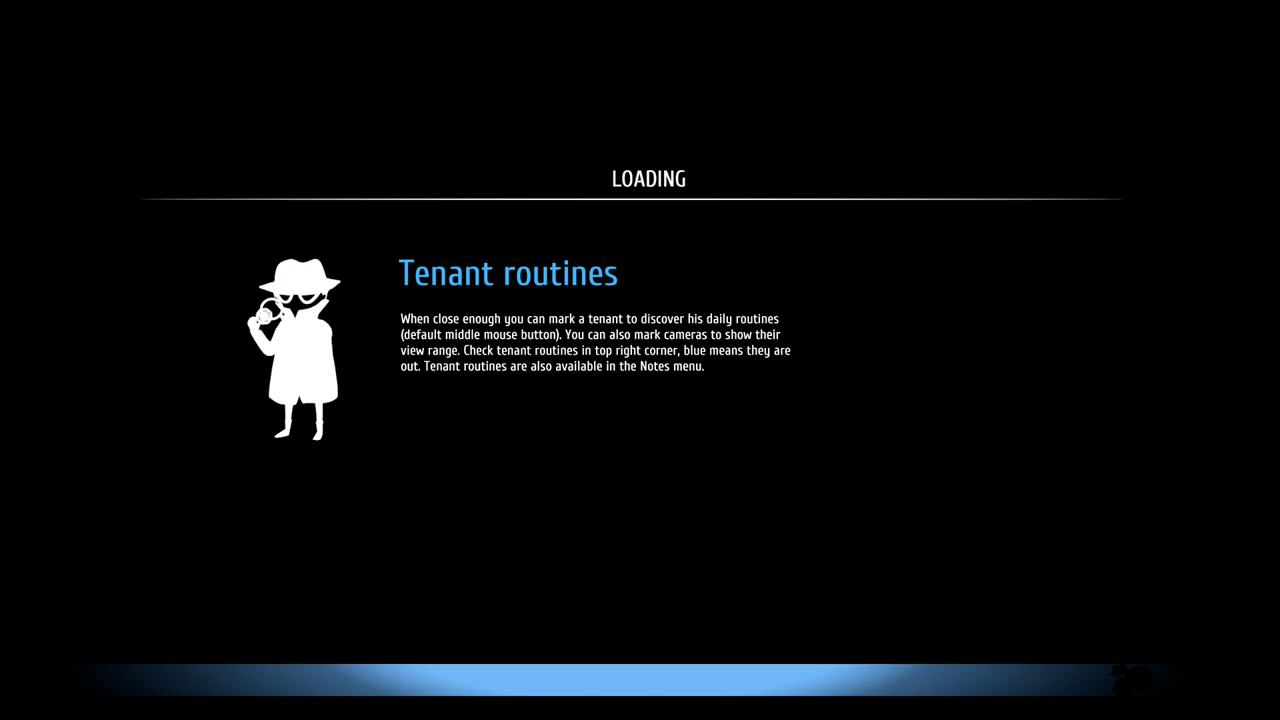 LOADING
Tenant routines
When close enough you can mark a tenant to discover his daily routines
(default middle mouse button). You can also mark cameras to show their
view range. Check tenant routines in top right corner, blue means they are
out. Tenant routines are also available in the Notes menu.